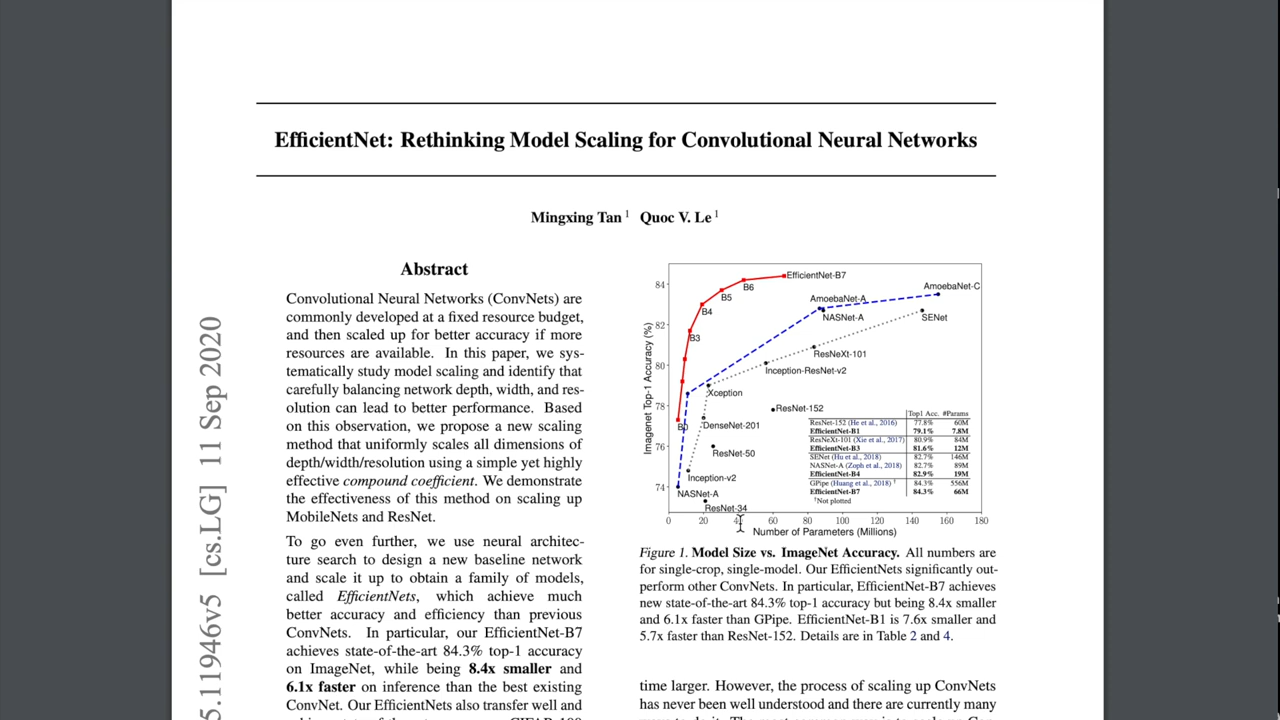 EfficientNet: Rethinking Model Scaling for Convolutional Neural Networks
Mingxing Tan 1 Quoc V. Le 1
5.11946v5 [cs.LG] 11 Sep 2020
Abstract
Convolutional Neural Networks (ConvNets) are
commonly developed at a fixed resource budget,
and then scaled up for better accuracy if more
resources are available. In this paper, we sys-
tematically study model scaling and identify that
carefully balancing network depth, width, and res-
olution can lead to better performance. Based
on this observation, we propose a new scaling
method that uniformly scales all dimensions of
depth/width/resolution using a simple yet highly
effective compound coefficient. We demonstrate
the effectiveness of this method on scaling up
MobileNets and ResNet.
To go even further, we use neural architec-
ture search to design a new baseline network
and scale it up to obtain a family of models,
called EfficientNets, which achieve much
better accuracy and efficiency than previous
ConvNets. In particular, our EfficientNet-B7
achieves state-of-the-art 84.3% top-1 accuracy
on ImageNet, while being 8.4x smaller and
6.1x faster on inference than the best existing
ConvNet. Our EfficientNets also transfer well and
Imagenet Top-1 Accuracy (%)
84
82
80
78
76
74
EfficientNet-B7
B6
B5
B4
B3
B0
AmoebaNet-C
AmoebaNet-A
NASNet-A
SENet
ResNeXt-101
Inception-ResNet-v2
Xception
ResNet-152
DenseNet-201
ResNet-50
Inception-v2
NASNet-A
ResNet-34
Top1 Acc. #Params
ResNet-152 (He et al., 2016) 77.8% 60M
EfficientNet-B1 79.1% 7.8M
ResNeXt-101 (Xie et al., 2017) 80.9% 84M
EfficientNet-B3 81.6% 12M
SENet (Hu et al., 2018) 82.7% 146M
NASNet-A (Zoph et al., 2018) 82.7% 89M
EfficientNet-B4 82.9% 19M
GPipe (Huang et al., 2018) † 84.3% 556M
EfficientNet-B7 84.3% 66M
†Not plotted
0 20 40 60 80 100 120 140 160 180
Number of Parameters (Millions)
Figure 1. Model Size vs. ImageNet Accuracy. All numbers are
for single-crop, single-model. Our EfficientNets significantly out-
perform other ConvNets. In particular, EfficientNet-B7 achieves
new state-of-the-art 84.3% top-1 accuracy but being 8.4x smaller
and 6.1x faster than GPipe. EfficientNet-B1 is 7.6x smaller and
5.7x faster than ResNet-152. Details are in Table 2 and 4.
time larger. However, the process of scaling up ConvNets
has never been well understood and there are currently many